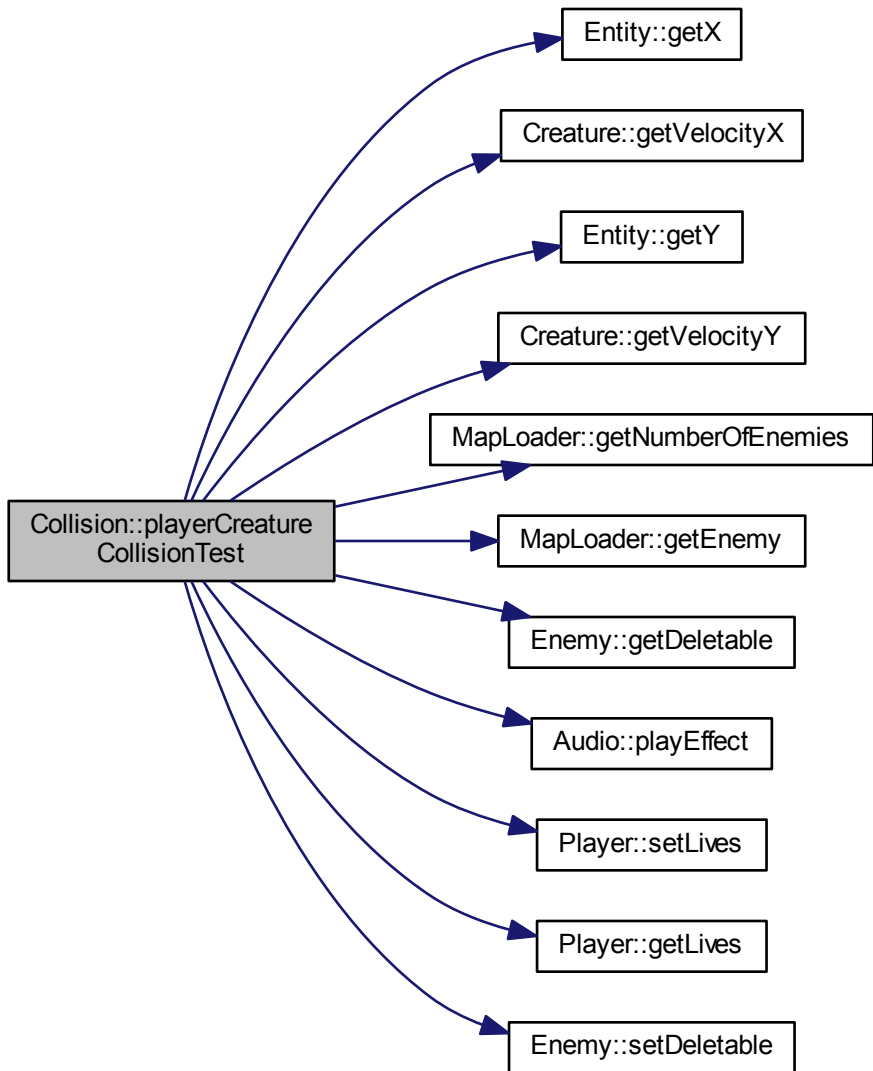 Entity::getX
Creature::getVelocityX
Entity::getY
Creature::getVelocityY
MapLoader::getNumberOfEnemies
Collision::playerCreature
CollisionTest
MapLoader::getEnemy
Enemy::getDeletable
Audio::playEffect
Player::setLives
Player::getLives
Enemy::setDeletable